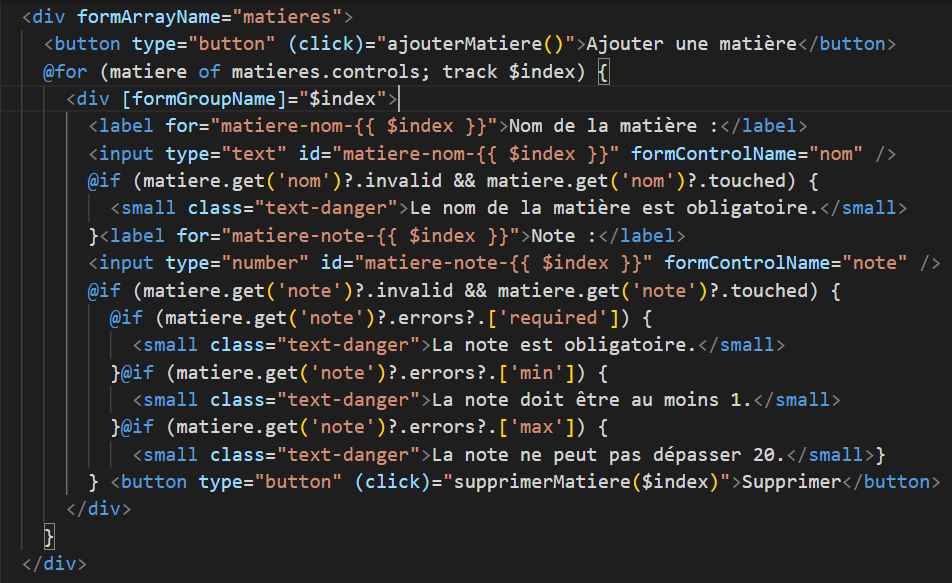 <div formArrayName="matieres">
<button type="button" (click)="ajouterMatiere()">Ajouter une matière</button>
@for (matiere of matieres.controls; track $index) {
<div [formGroupName]="$index">
<label for="matiere-nom-{{ $index }}">Nom de la matière :</label>
<input type="text" id="matiere-nom-{{ $index }}" formControlName="nom" />
@if (matiere.get('nom')?.invalid && matiere.get('nom')?.touched) {
<small class="text-danger">Le nom de la matière est obligatoire.</small>
}<label for="matiere-note-{{ $index }}">Note :</label>
<input type="number" id="matiere-note-{{ $index }}" formControlName="note" />
@if (matiere.get('note')?.invalid && matiere.get('note')?.touched) {
@if (matiere.get('note')?.errors?.['required']) {
<small class="text-danger">La note est obligatoire.</small>
}@if (matiere.get('note')?.errors?.['min']) {
<small class="text-danger">La note doit être au moins 1.</small>
}@if (matiere.get('note')?.errors?.['max']) {
<small class="text-danger">La note ne peut pas dépasser 20.</small>}
} <button type="button" (click)="supprimerMatiere($index)">Supprimer</button>
</div>
}
</div>